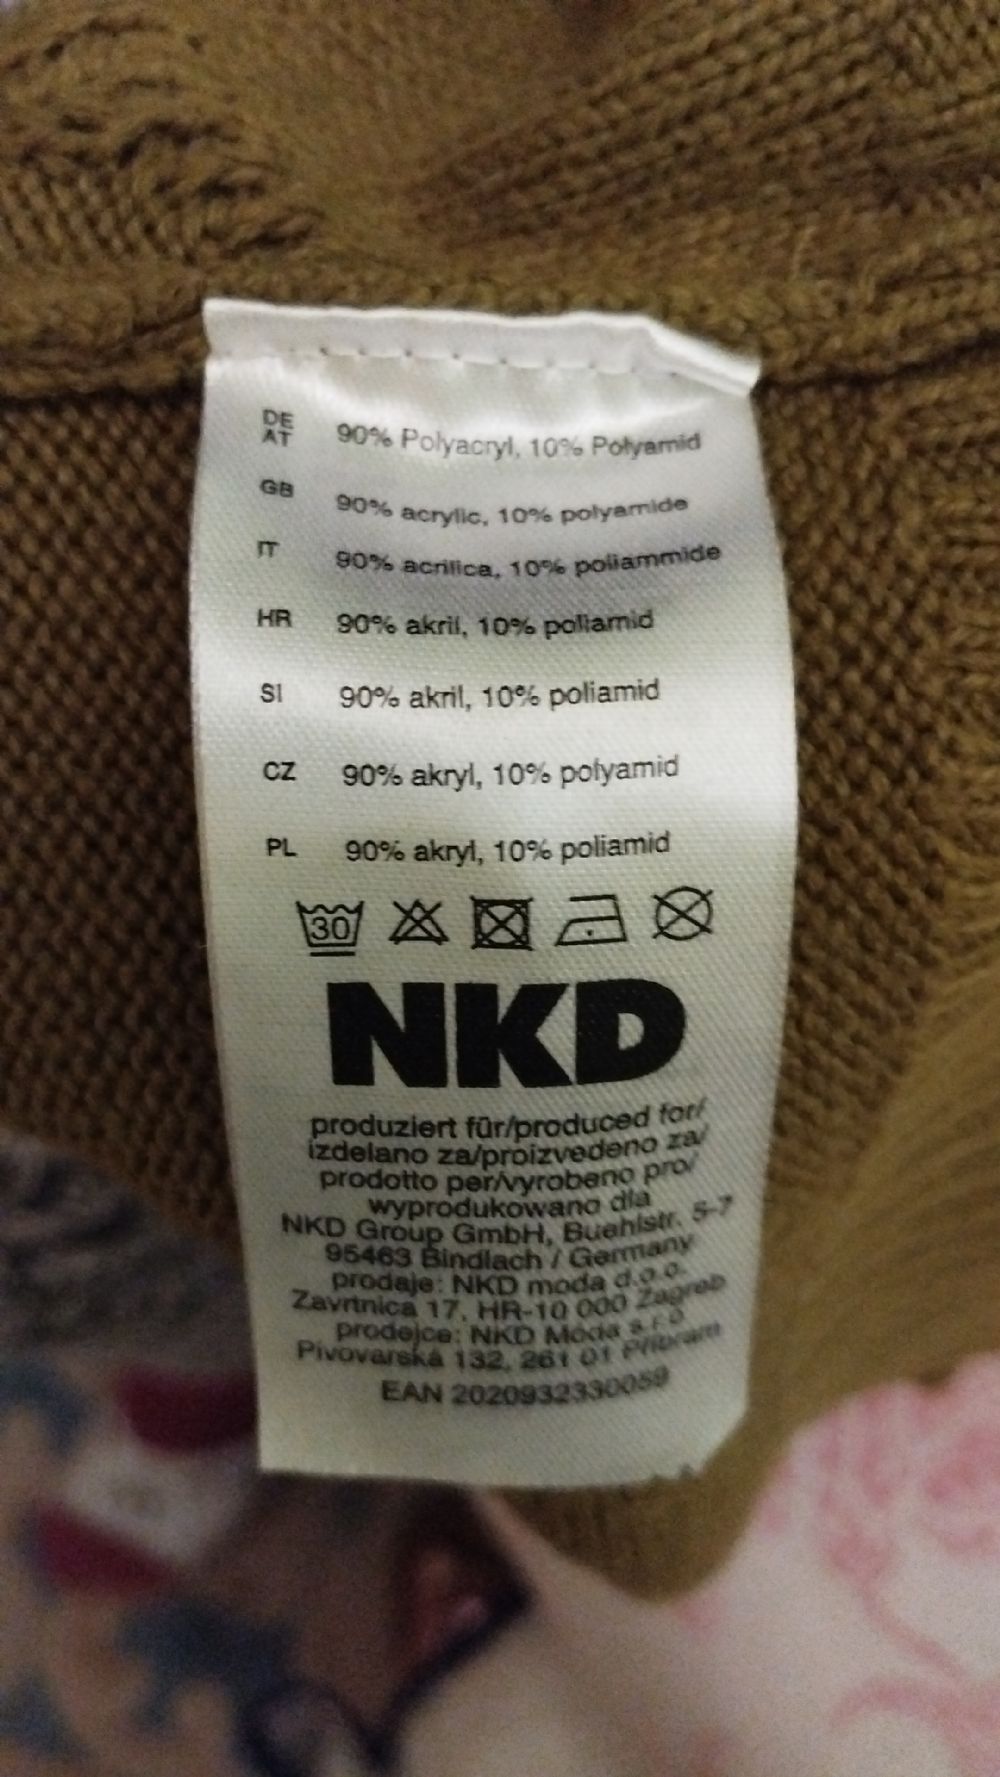 DE
AT 90% Polyacryl, 10% Polyamid
GB 90% acrylic, 10% polyamide
IT 90% acrilica, 10% poliammide
HR 90% akril, 10% poliamid
SI 90% akril, 10% poliamid
CZ 90% akryl, 10% polyamid
PL 90% akryl, 10% poliamid
30
NKD
produziert für/produced for/
izdelano za/proizvedeno za/
prodotto per/vyrobeno pro/
wyprodukowano dla
NKD Group GmbH, Buehlstr. 5-7
95463 Bindlach / Germany
prodaje: NKD moda d.o.o.
Zavrtnica 17, HR-10 000 Zagreb
prodejce: NKD Moda s.r.o.
Pivovarská 132, 261 01 Příbram
EAN 2020932330059